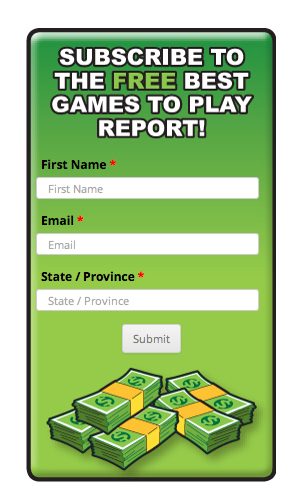 SUBSCRIBE TO
THE FREE BEST
GAMES TO PLAY
REPORT!
First Name *
First Name
Email *
Email
State / Province *
State / Province
Submit